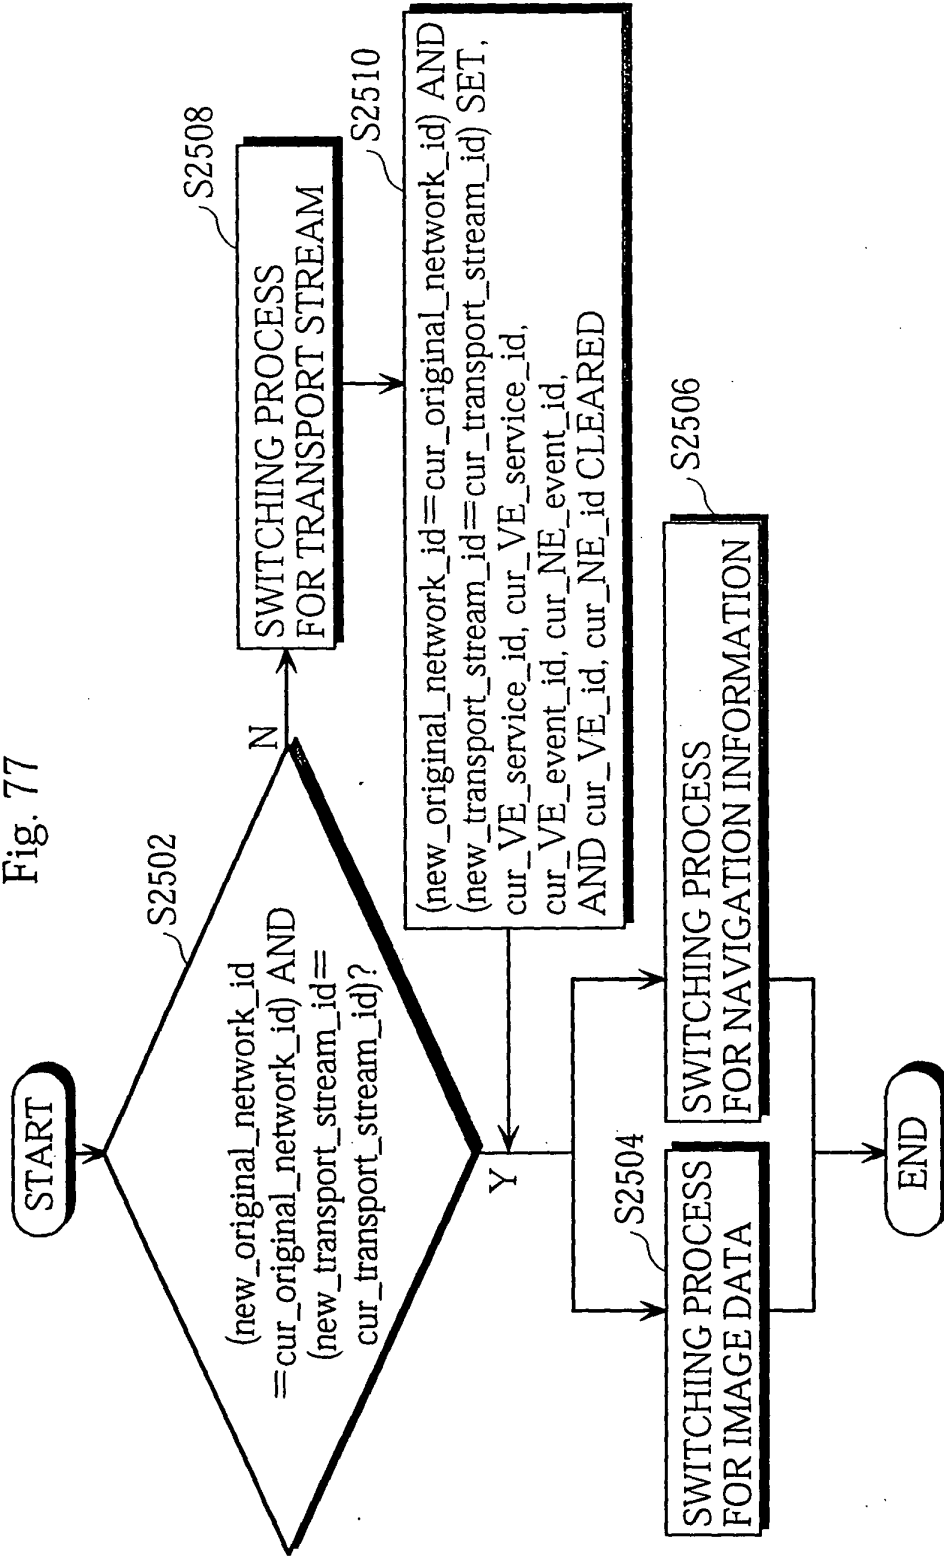 Fig. 77
START
S2502
(new_original_network_id
==cur_original_network_id) AND
(new_transport_stream_id==
cur_transport_stream_id)?
N
Y
S2508
SWITCHING PROCESS
FOR TRANSPORT STREAM
S2510
(new_original_network_id==cur_original_network_id) AND
(new_transport_stream_id==cur_transport_stream_id) SET,
cur_VE_service_id, cur_VE_service_id,
cur_VE_event_id, cur_NE_event_id,
AND cur_VE_id, cur_NE_id CLEARED
S2504
SWITCHING PROCESS
FOR IMAGE DATA
S2506
SWITCHING PROCESS
FOR NAVIGATION INFORMATION
END